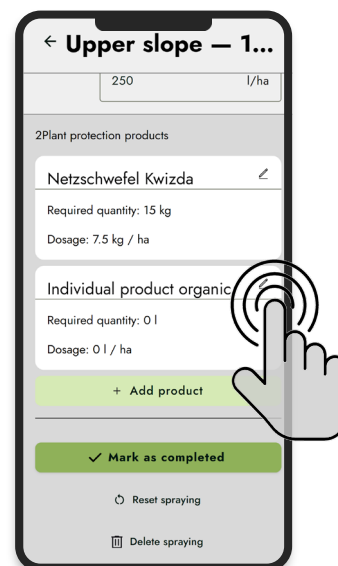 Upper slope — 1...
250 l/ha
2Plant protection products
Netzschwefel Kwizda
Required quantity: 15 kg
Dosage: 7.5 kg / ha
Individual product organic
Required quantity: 0 l
Dosage: 0 l / ha
+ Add product
Mark as completed
Reset spraying
Delete spraying